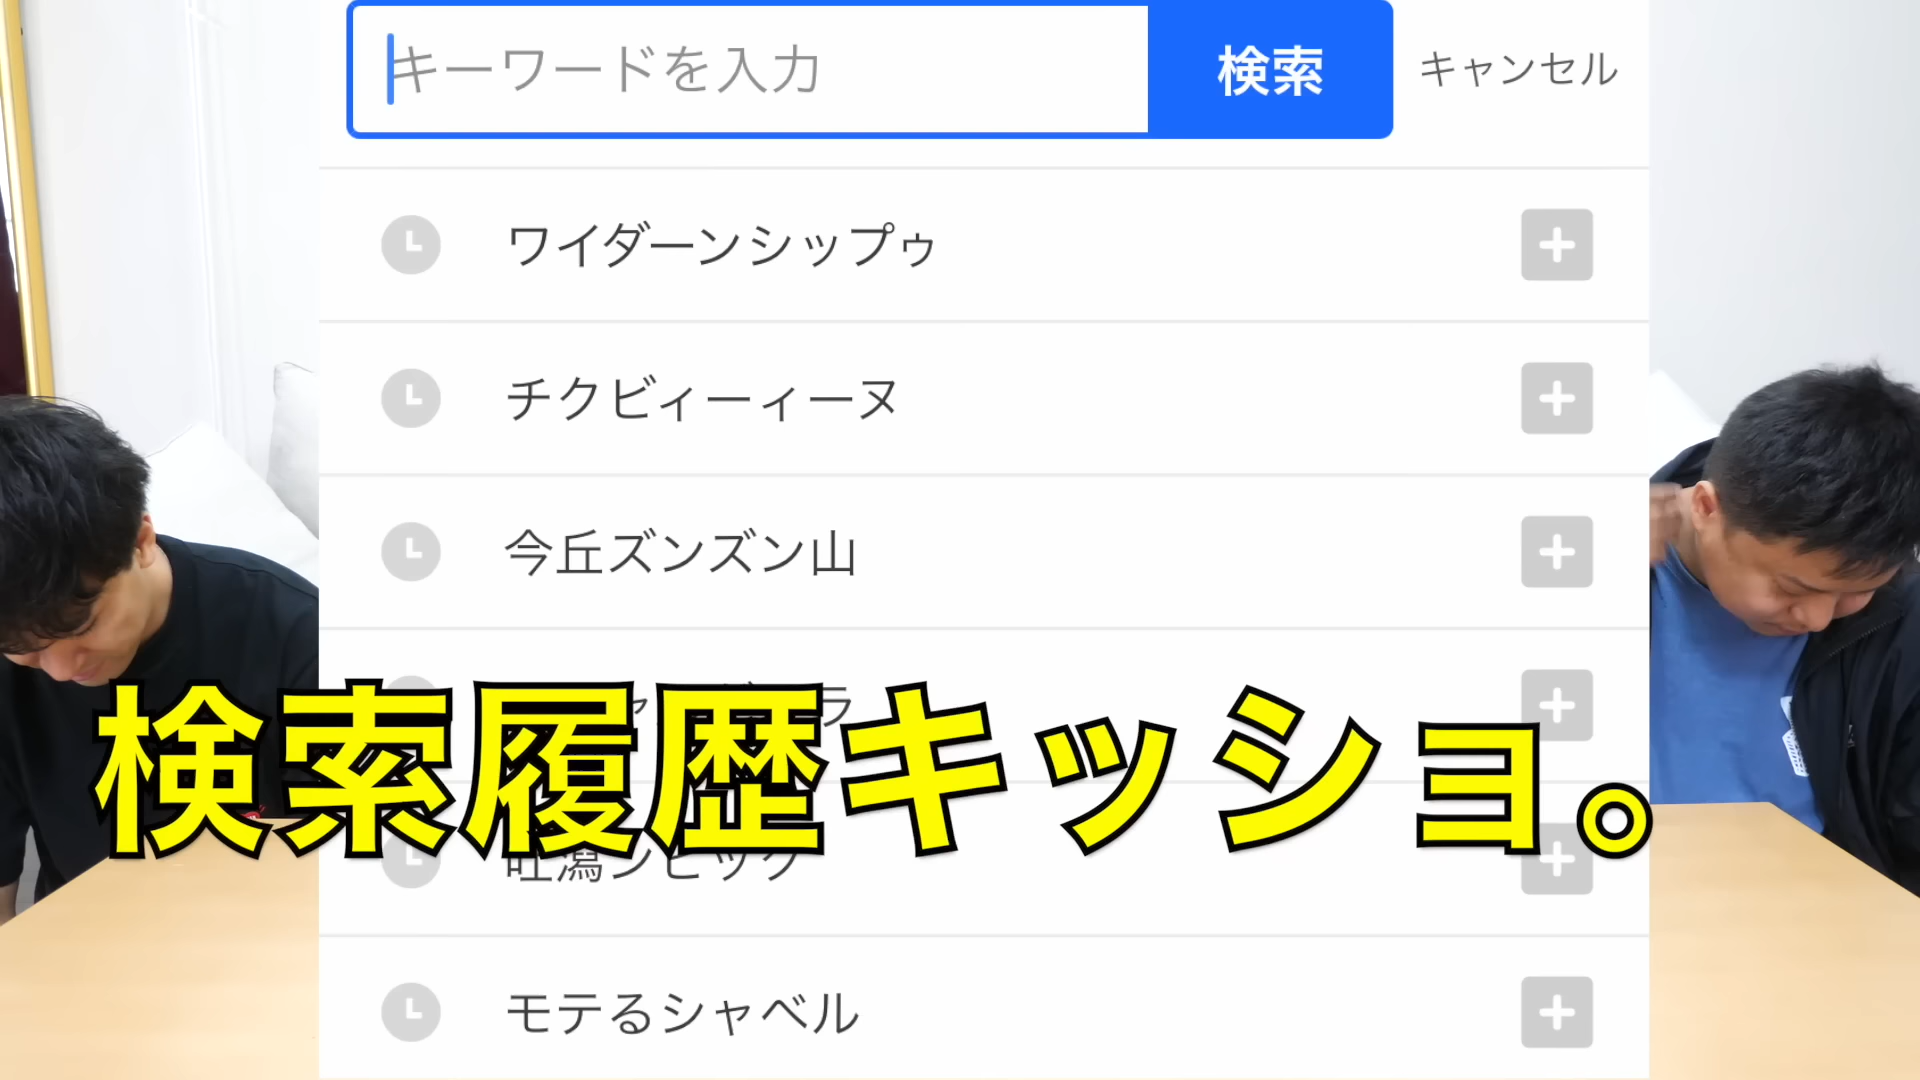 キーワードを入力 検索 キャンセル
ワイダーンシップゥ
チクビィーィーヌ
今丘ズンズン山
検索履歴キッショ。
モテるシャベル